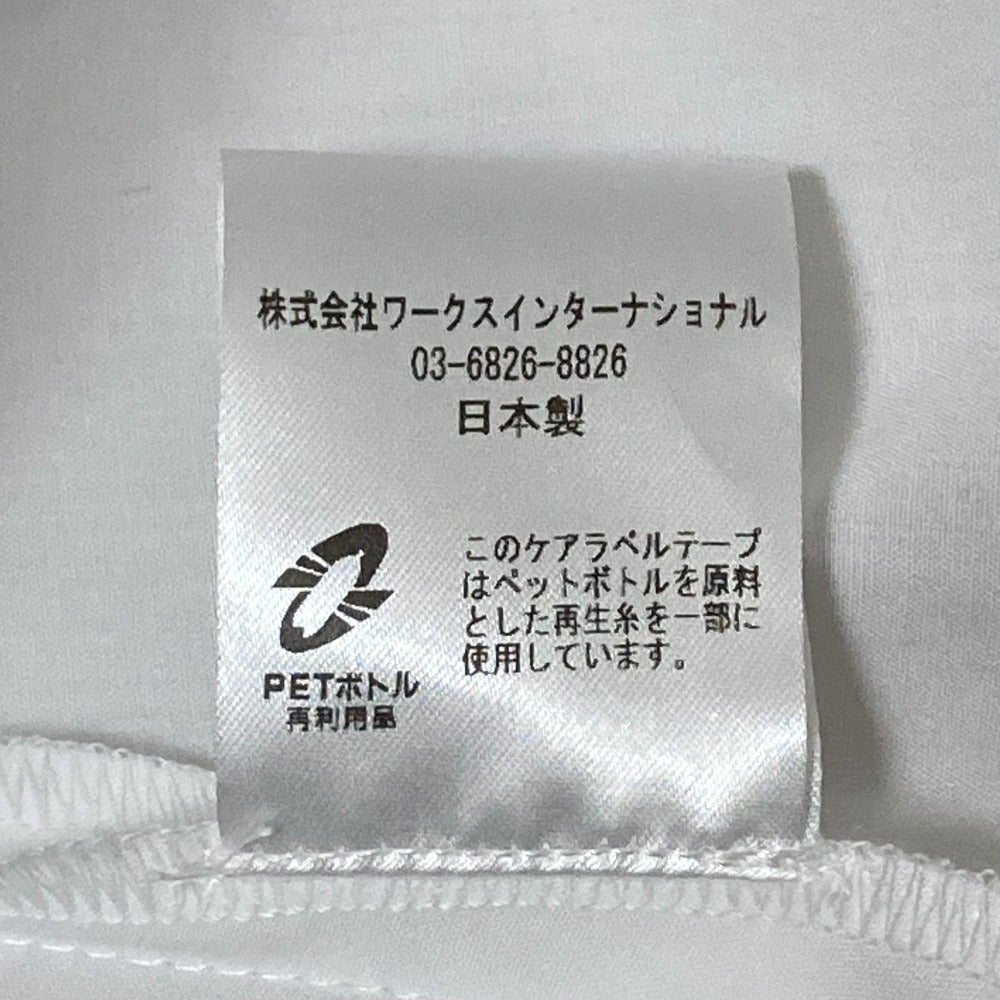 株式会社ワークスインターナショナル
03-6826-8826
日本製
このケアラベルテープ
はペットボトルを原料
とした再生糸を一部に
使用しています。
PETボトル
再利用品